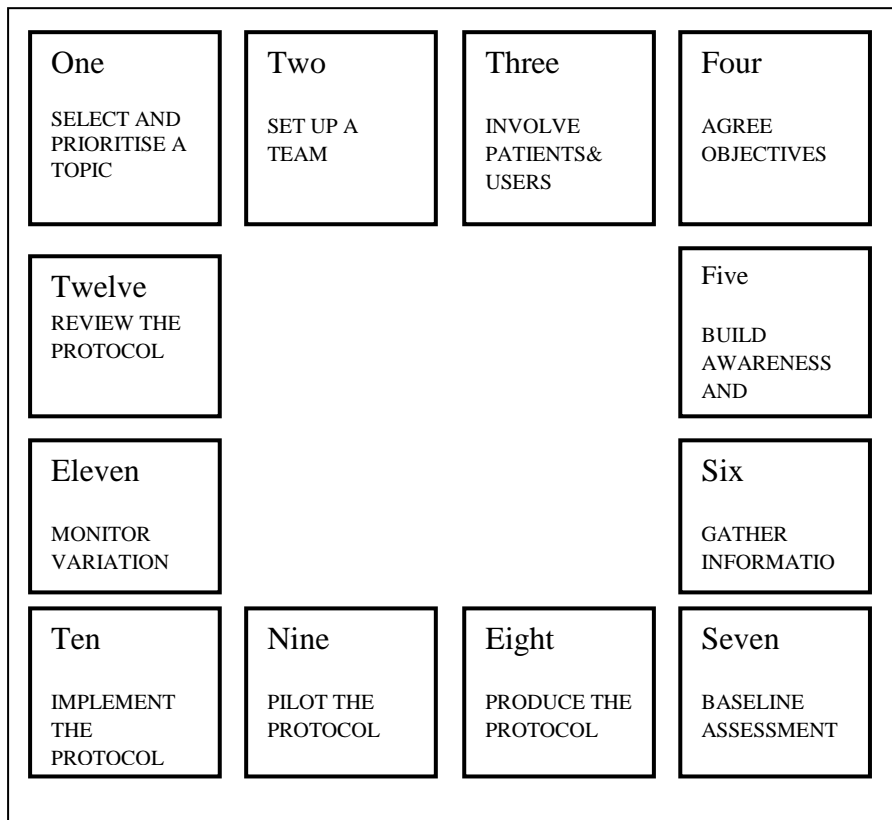 One
SELECT AND
PRIORITISE A
TOPIC
Two
SET UP A
TEAM
Three
INVOLVE
PATIENTS&
USERS
Four
AGREE
OBJECTIVES
Twelve
REVIEW THE
PROTOCOL
Five
BUILD
AWARENESS
AND
Eleven
MONITOR
VARIATION
Six
GATHER
INFORMATIO
Ten
IMPLEMENT
THE
PROTOCOL
Nine
PILOT THE
PROTOCOL
Eight
PRODUCE THE
PROTOCOL
Seven
BASELINE
ASSESSMENT